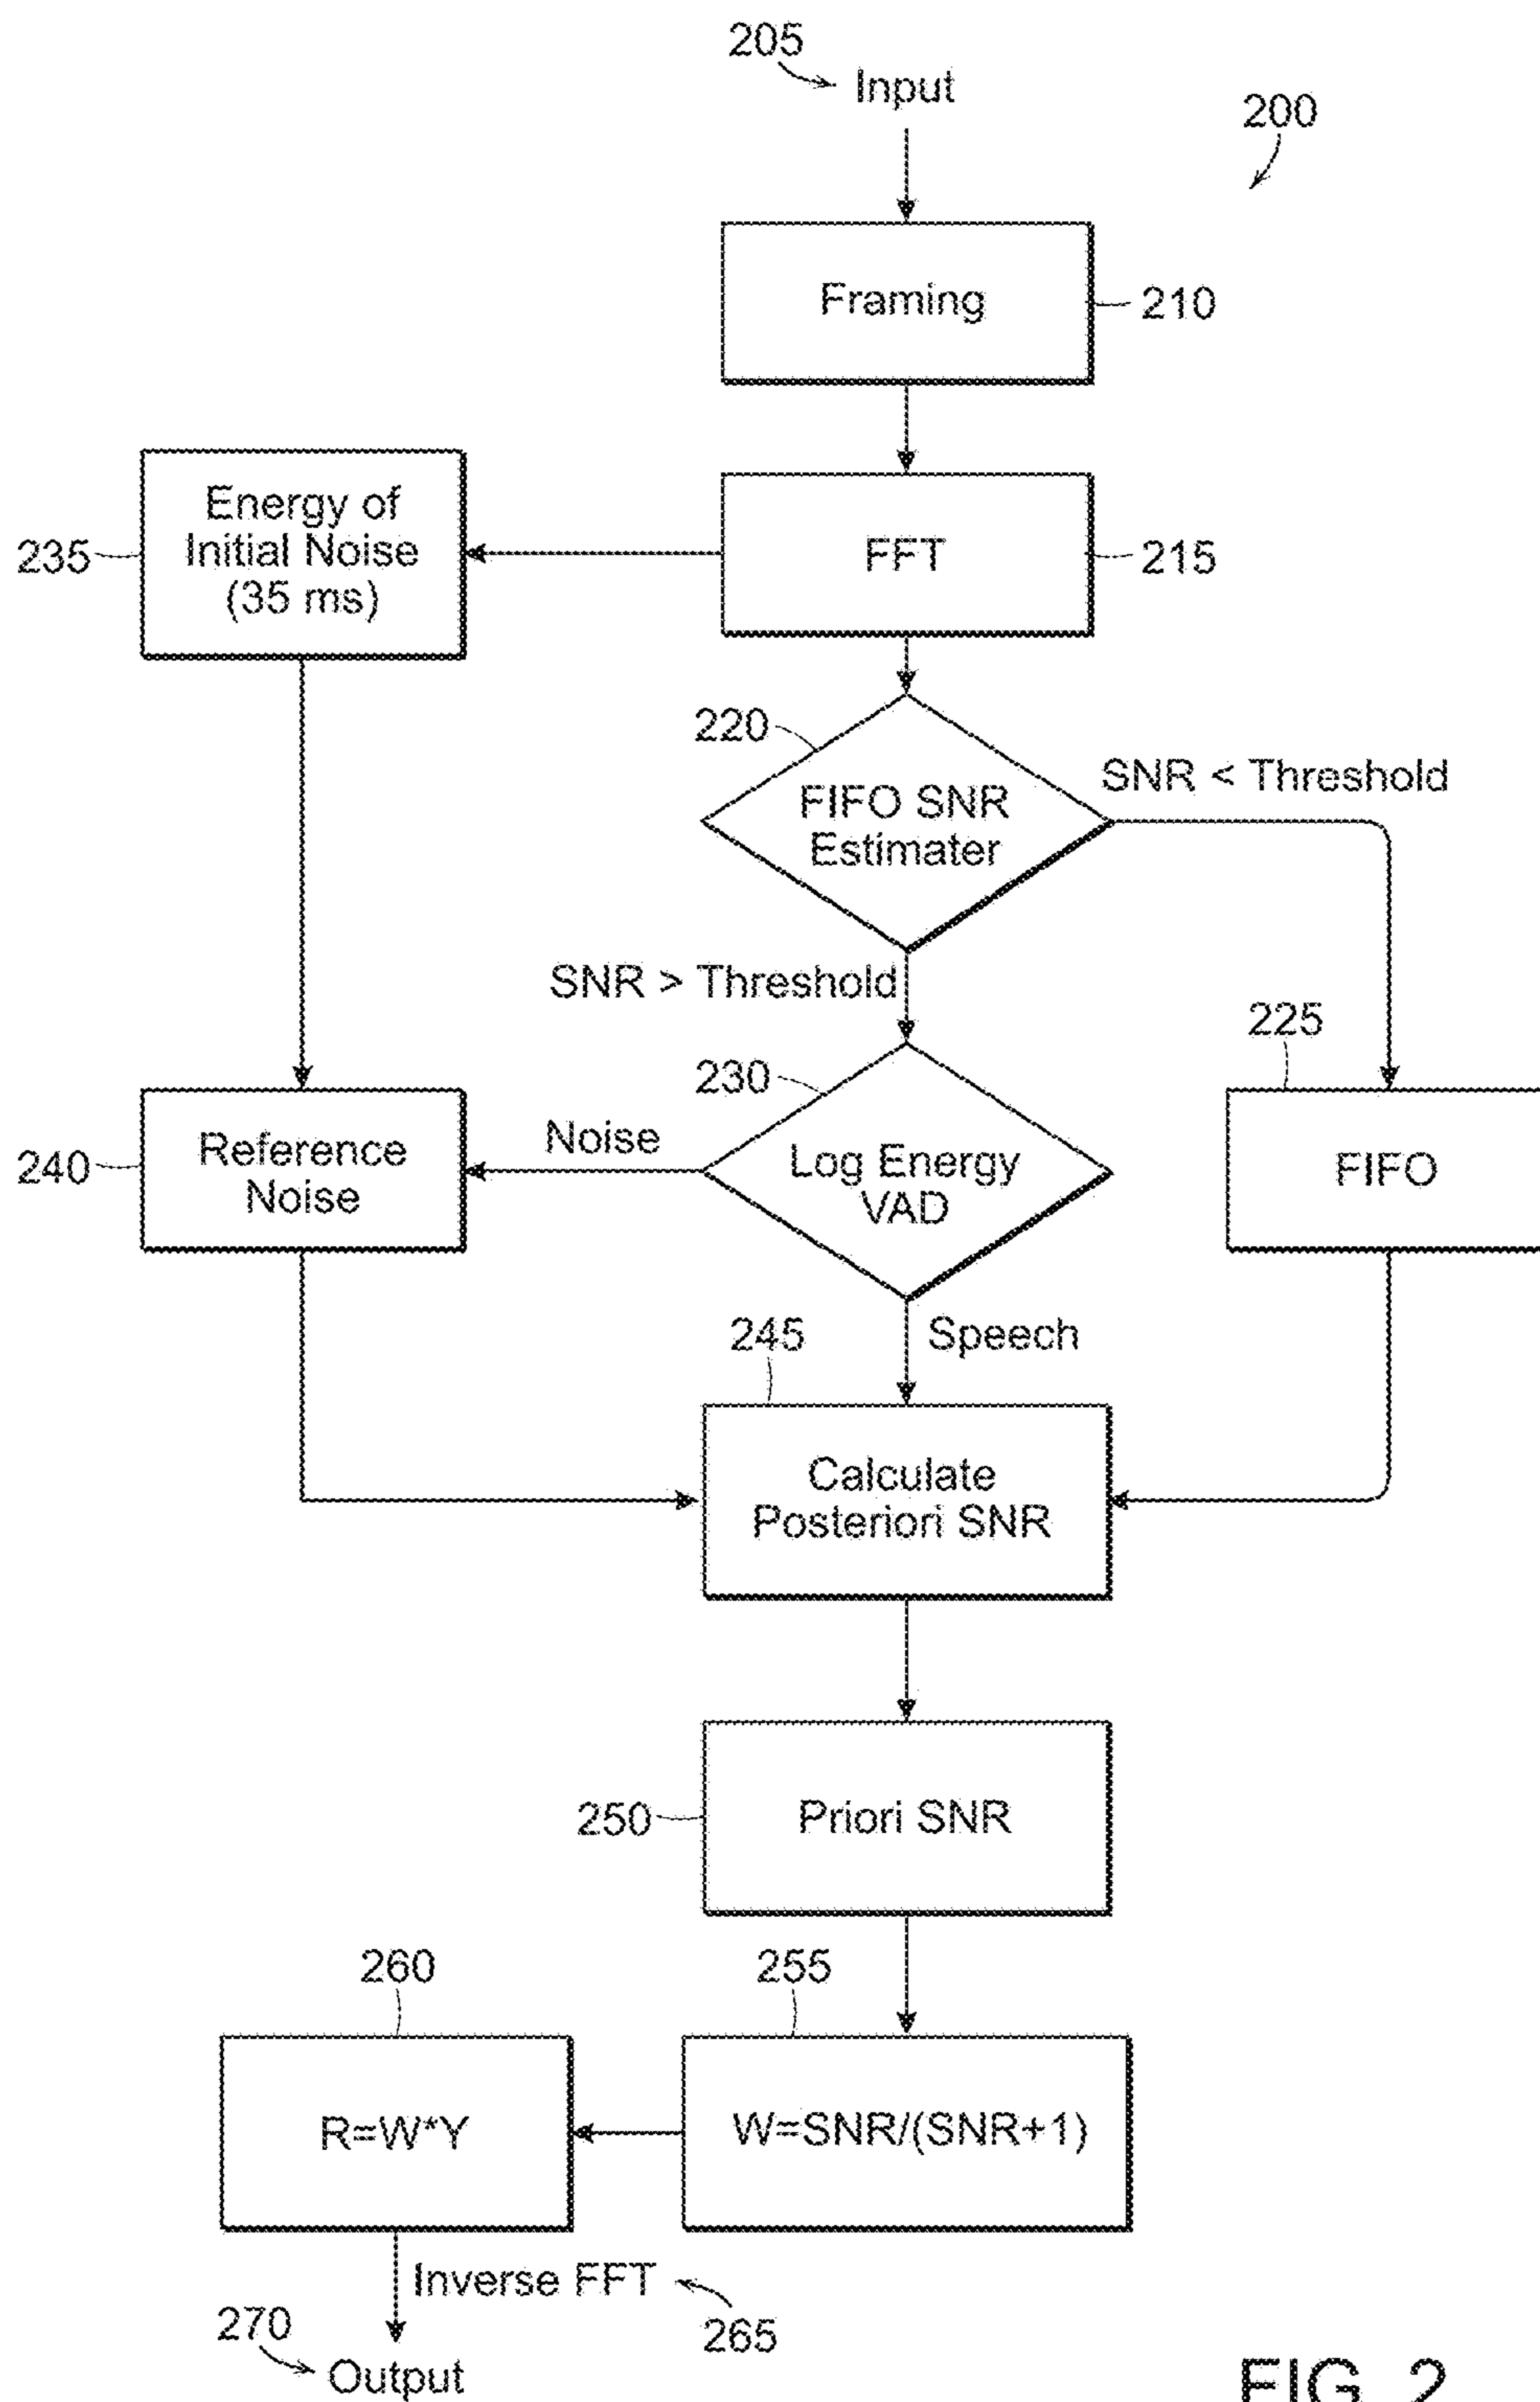 205
Input
200
Framing
210
Energy of
Initial Noise
(35 ms)
235
FFT
215
220
FIFO SNR
Estimater
SNR < Threshold
SNR > Threshold
225
230
Noise
Log Energy
VAD
Reference
Noise
240
FIFO
245
Speech
Calculate
Posteriori SNR
250
Priori SNR
260
255
R=W*Y
W=SNR/(SNR+1)
Inverse FFT
265
270
Output
FIG. 2